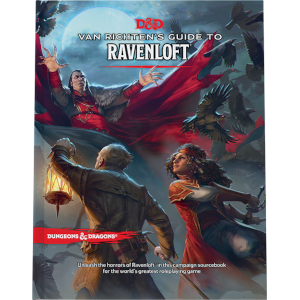 D&D
VAN RICHTEN'S GUIDE TO
RAVENLOFT
DUNGEONS & DRAGONS®
Unleash the horrors of Ravenloft in this campaign sourcebook
for the world's greatest roleplaying game